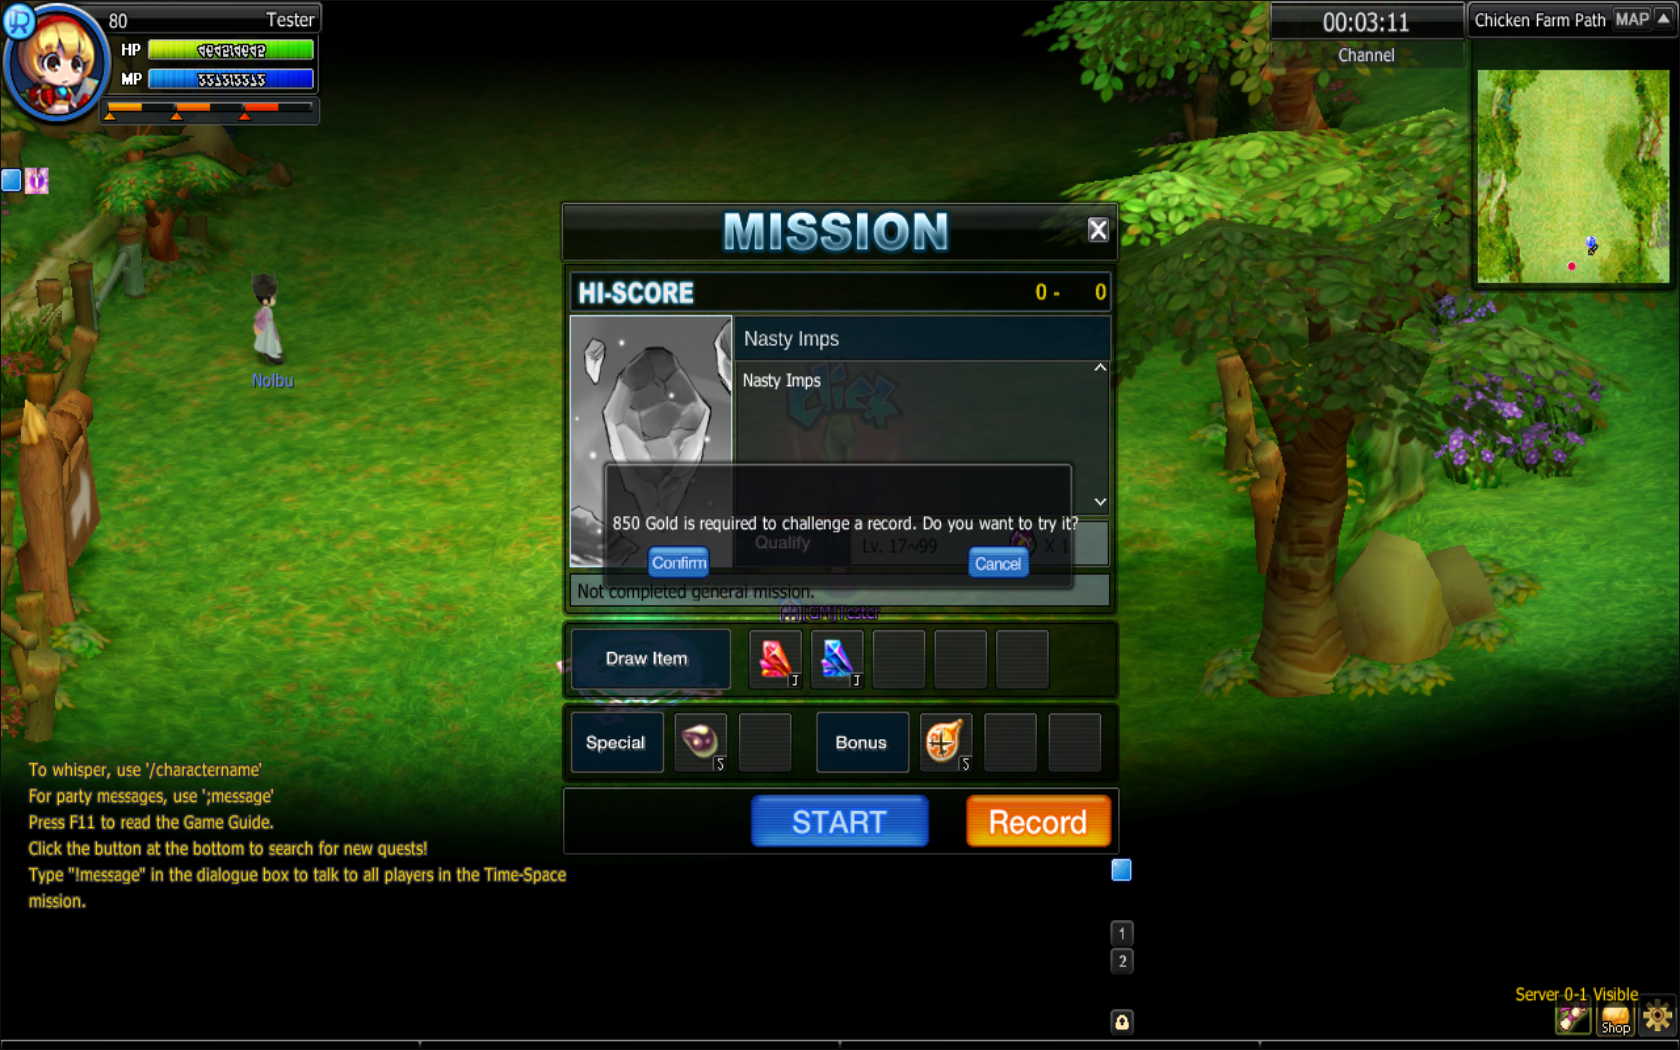 80 Tester
HP
MP
00:03:11
Channel
Chicken Farm Path MAP
MISSION
HI-SCORE 0 - 0
Nasty Imps
Nasty Imps
850 Gold is required to challenge a record. Do you want to try it?
Qualify Lv. 17~99 X 1
Confirm Cancel
Not completed general mission.
[GM]Tester
Nolbu
Draw Item
Special 5 Bonus 5
START Record
To whisper, use '/charactername'
For party messages, use ';message'
Press F11 to read the Game Guide.
Click the button at the bottom to search for new quests!
Type "!message" in the dialogue box to talk to all players in the Time-Space
mission.
1
2
Server 0-1 Visible
Shop